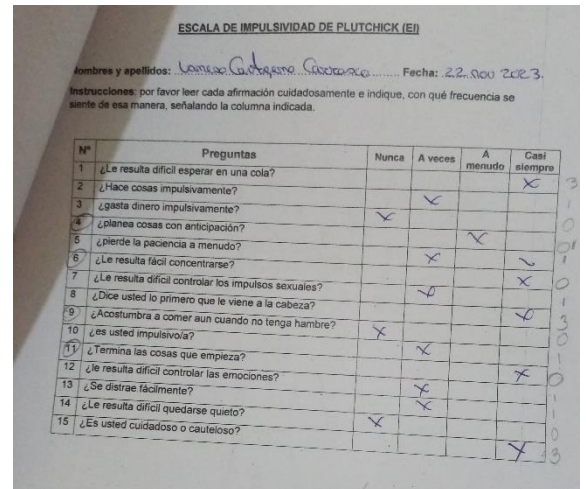 ESCALA DE IMPULSIVIDAD DE PLUTCHICK (EI)
Nombres y apellidos: Fecha: 22 nov 2023.
Instrucciones: por favor leer cada afirmación cuidadosamente e indique, con qué frecuencia se
siente de esa manera, señalando la columna indicada.
Nº Preguntas Nunca A veces A menudo Casi siempre
1 ¿Le resulta difícil esperar en una cola? X 3
2 ¿Hace cosas impulsivamente? X 1
3 ¿gasta dinero impulsivamente? X 0
4 ¿planea cosas con anticipación? X
5 ¿pierde la paciencia a menudo? X 1
6 ¿Le resulta fácil concentrarse? X 0
7 ¿Le resulta difícil controlar los impulsos sexuales? X 1
8 ¿Dice usted lo primero que le viene a la cabeza? X 3
9 ¿Acostumbra a comer aun cuando no tenga hambre? X 0
10 ¿es usted impulsivo/a? X 1
11 ¿Termina las cosas que empieza? X 0
12 ¿le resulta difícil controlar las emociones? X 1
13 ¿Se distrae fácilmente? X 1
14 ¿Le resulta difícil quedarse quieto? X 0
15 ¿Es usted cuidadoso o cauteloso? X 3